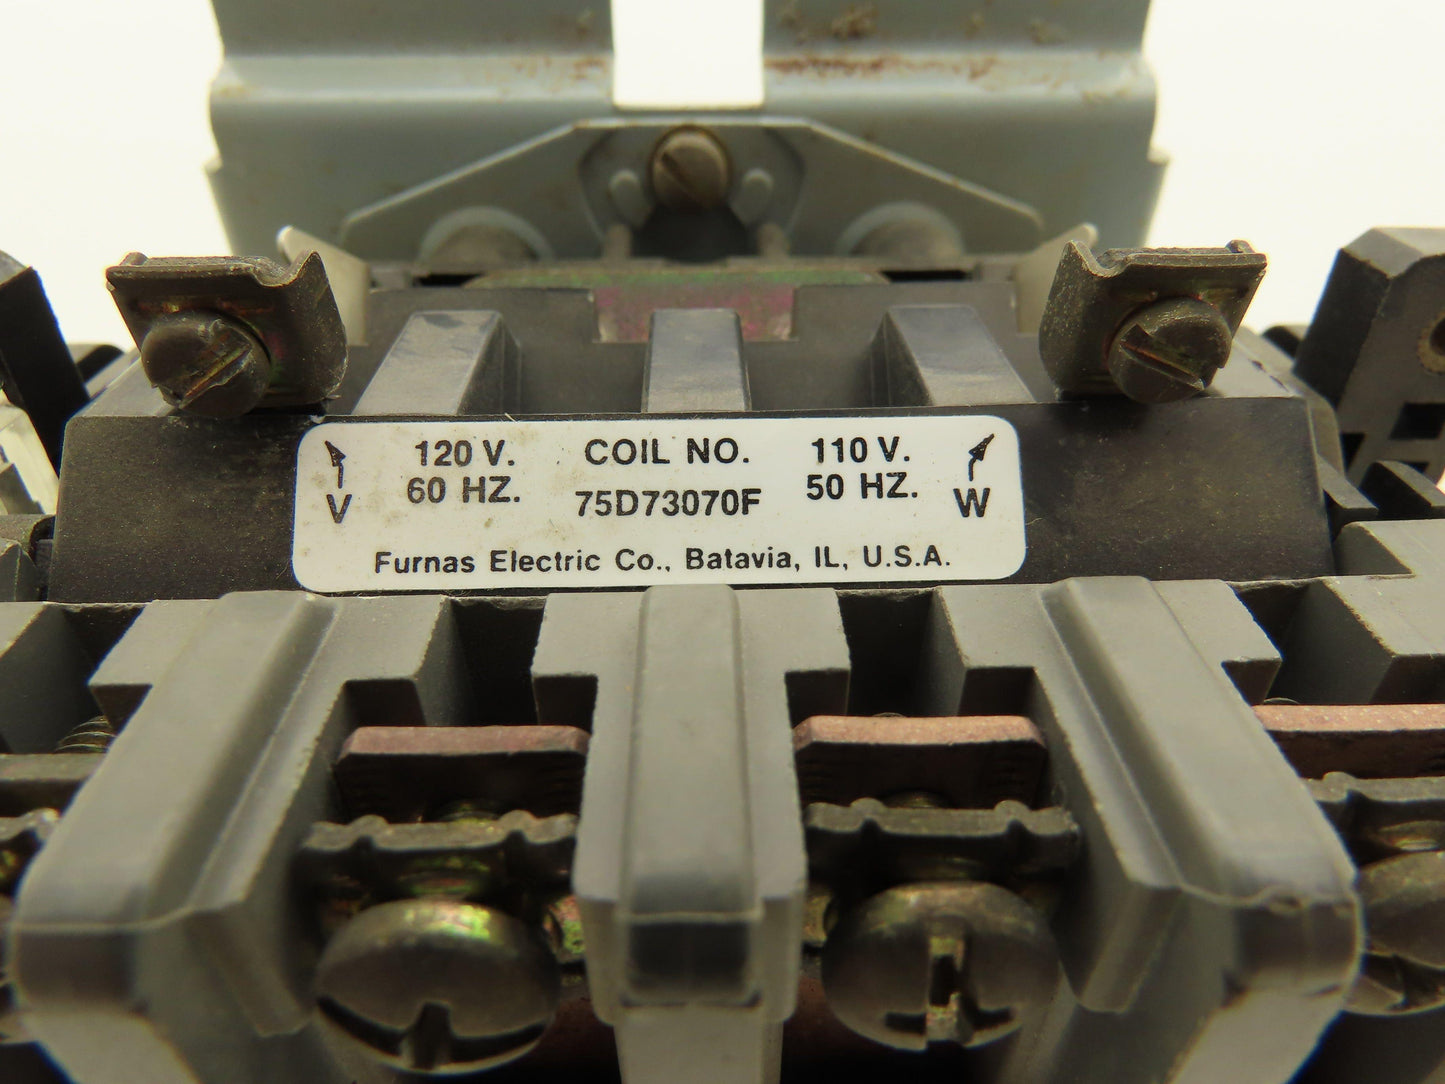 120 V. COIL NO. 110 V.
V 60 HZ. 75D73070F 50 HZ. W
Furnas Electric Co., Batavia, IL, U.S.A.